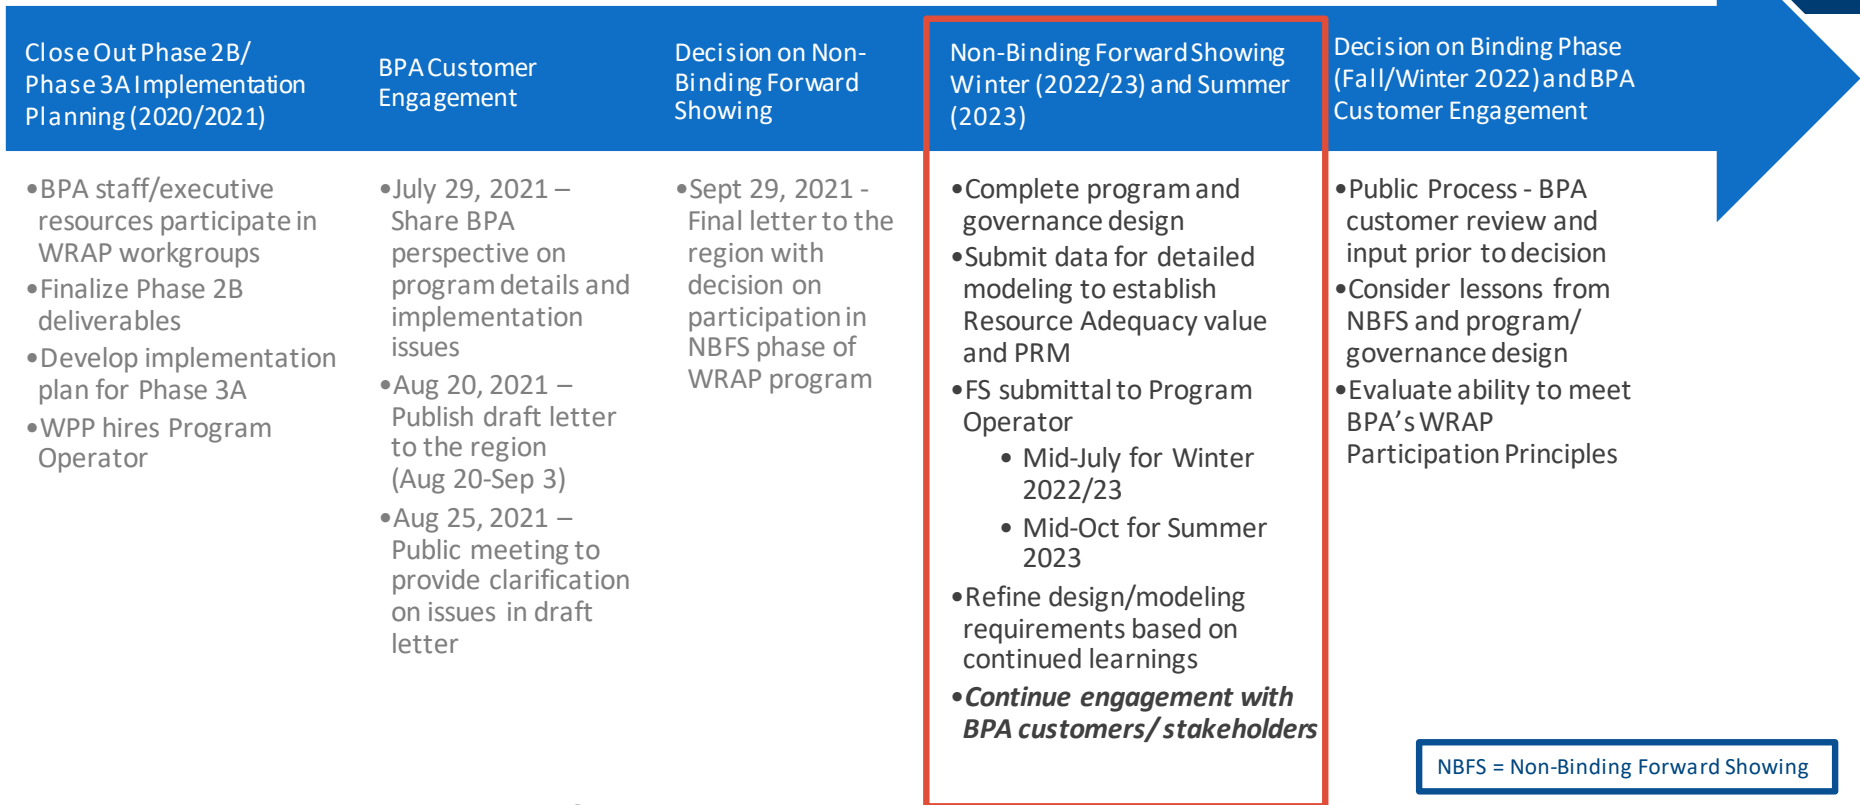 Close Out Phase 2B/
Phase 3A Implementation
Planning (2020/2021)
•BPA staff/executive
resources participate in
WRAP workgroups
•Finalize Phase 2B
deliverables
•Develop implementation
plan for Phase 3A
•WPP hires Program
Operator
BPA Customer
Engagement
•July 29, 2021 –
Share BPA
perspective on
program details and
implementation
issues
•Aug 20, 2021 –
Publish draft letter
to the region
(Aug 20-Sep 3)
•Aug 25, 2021 –
Public meeting to
provide clarification
on issues in draft
letter
Decision on Non-
Binding Forward
Showing
•Sept 29, 2021 -
Final letter to the
region with
decision on
participation in
NBFS phase of
WRAP program
Non-Binding Forward Showing
Winter (2022/23) and Summer
(2023)
•Complete program and
governance design
•Submit data for detailed
modeling to establish
Resource Adequacy value
and PRM
•FS submittal to Program
Operator
• Mid-July for Winter
2022/23
• Mid-Oct for Summer
2023
•Refine design/modeling
requirements based on
continued learnings
•Continue engagement with
BPA customers/ stakeholders
Decision on Binding Phase
(Fall/Winter 2022) and BPA
Customer Engagement
•Public Process - BPA
customer review and
input prior to decision
•Consider lessons from
NBFS and program/
governance design
•Evaluate ability to meet
BPA's WRAP
Participation Principles
NBFS = Non-Binding Forward Showing